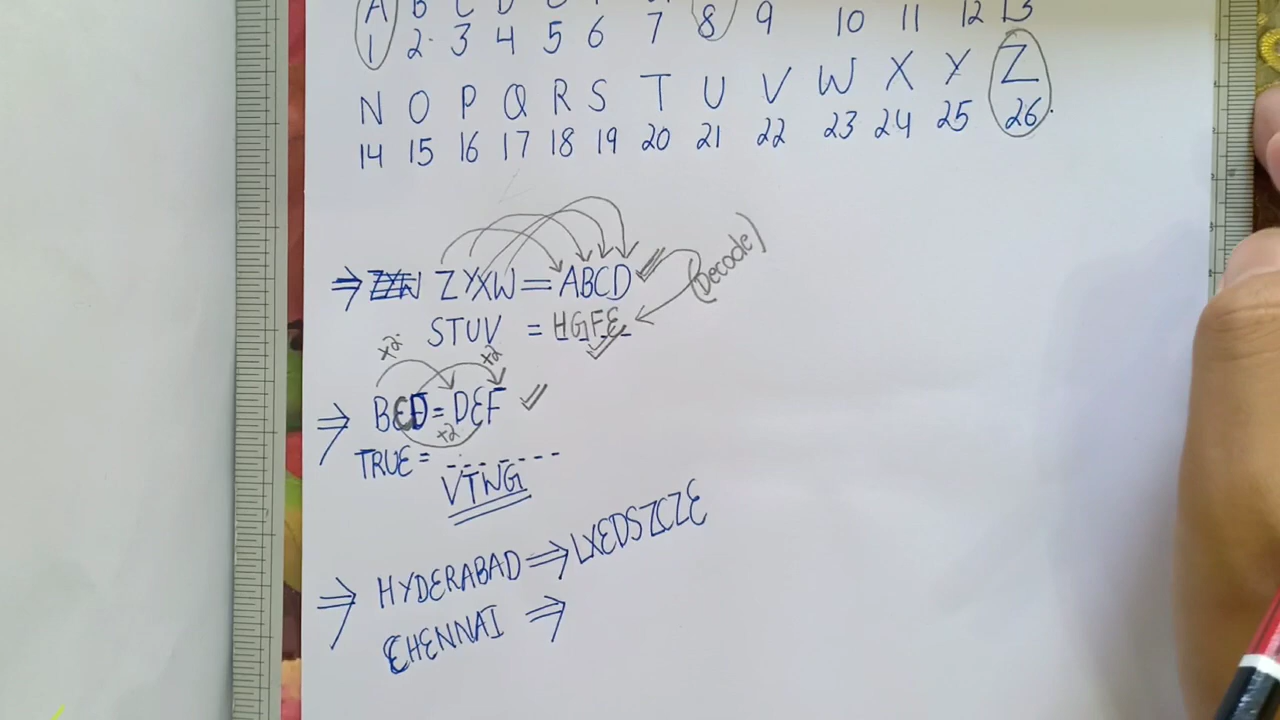 A B C D
1 2 3 4 5 6 7 8 9 10 11 12 13
N O P Q R S T U V W X Y Z
14 15 16 17 18 19 20 21 22 23 24 25 26
⇒ ZYXW = ABCD (Decode)
STUV = HGFE
+2 +2
⇒ BCD = DEF
+2
TRUE =
VTWG
⇒ HYDERABAD ⇒ LXEDSZCZE
CHENNAI ⇒